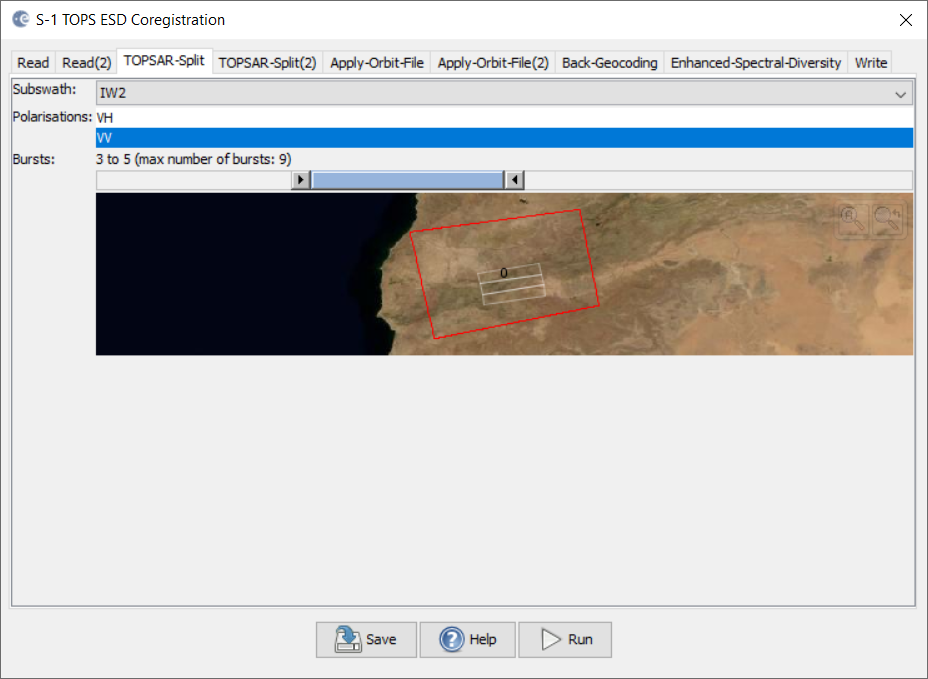 S-1 TOPS ESD Coregistration
Read Read(2) TOPSAR-Split TOPSAR-Split(2) Apply-Orbit-File Apply-Orbit-File(2) Back-Geocoding Enhanced-Spectral-Diversity Write
Subswath: IW2
Polarisations: VH
VV
Bursts: 3 to 5 (max number of bursts: 9)
0
Save Help Run